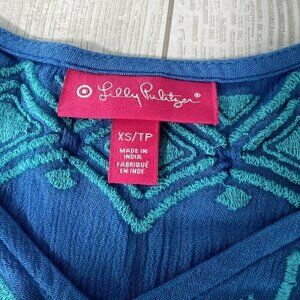 Lilly Pulitzer®
XS/TP
MADE IN
INDIA
FABRIQUÉ
EN INDE